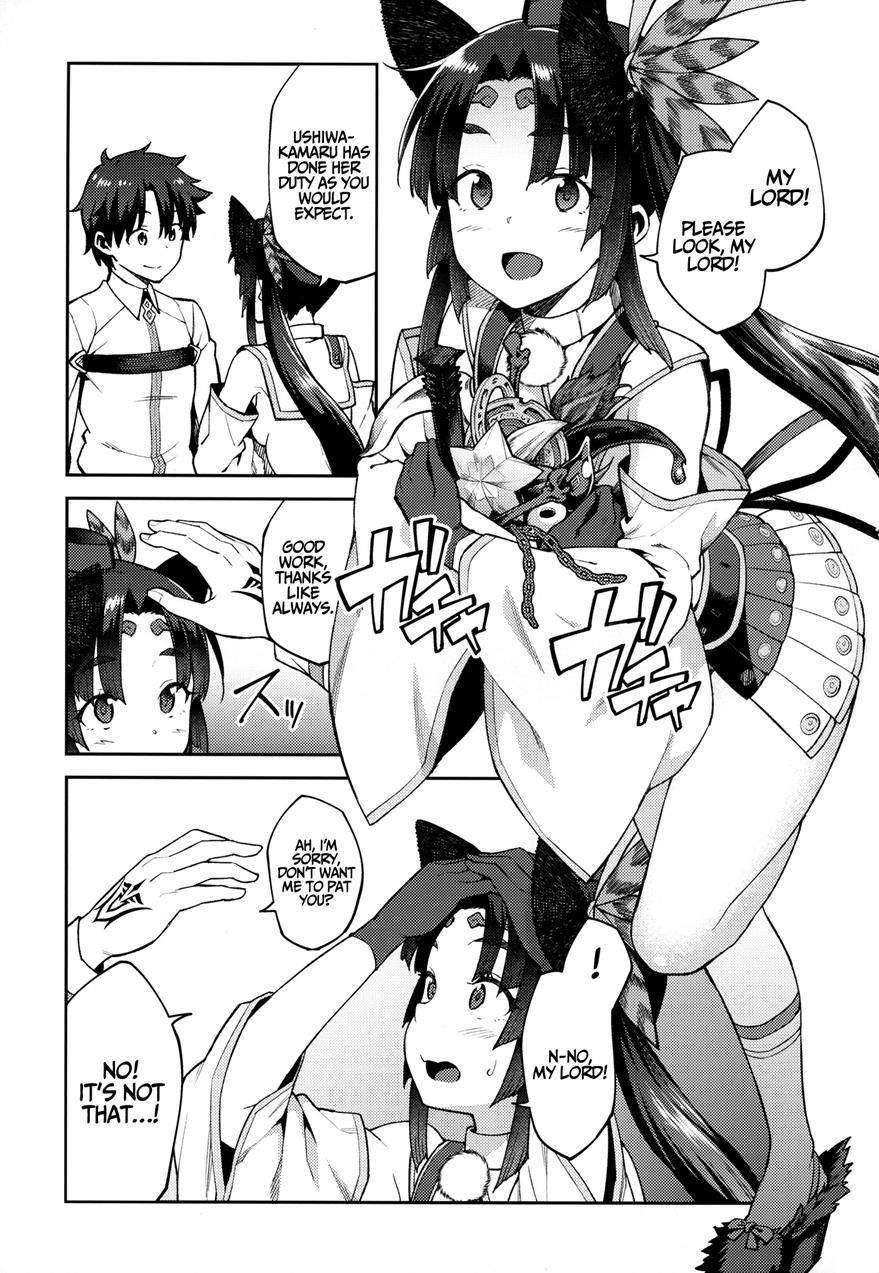 MY
LORD!
PLEASE
LOOK, MY
LORD!
ガチャ
ガチャ
USHIWA-
KAMARU HAS
DONE HER
DUTY AS YOU
WOULD
EXPECT.
GOOD
WORK,
THANKS
LIKE
ALWAYS.
スッ
AH, I'M
SORRY,
DON'T WANT
ME TO PAT
YOU?
!
N-NO,
MY LORD!
NO!
IT'S NOT
THAT...!